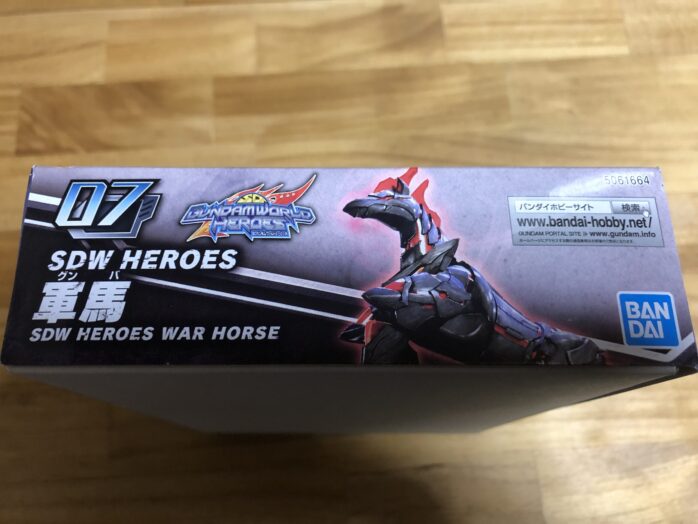 07
SD
GUNDAM WORLD
HEROES
SDW HEROES
グンバ
軍馬
SDW HEROES WAR HORSE
5061664
バンダイホビーサイト 検索
www.bandai-hobby.net/
GUNDAM PORTAL SITE www.gundam.info
BAN
DAI